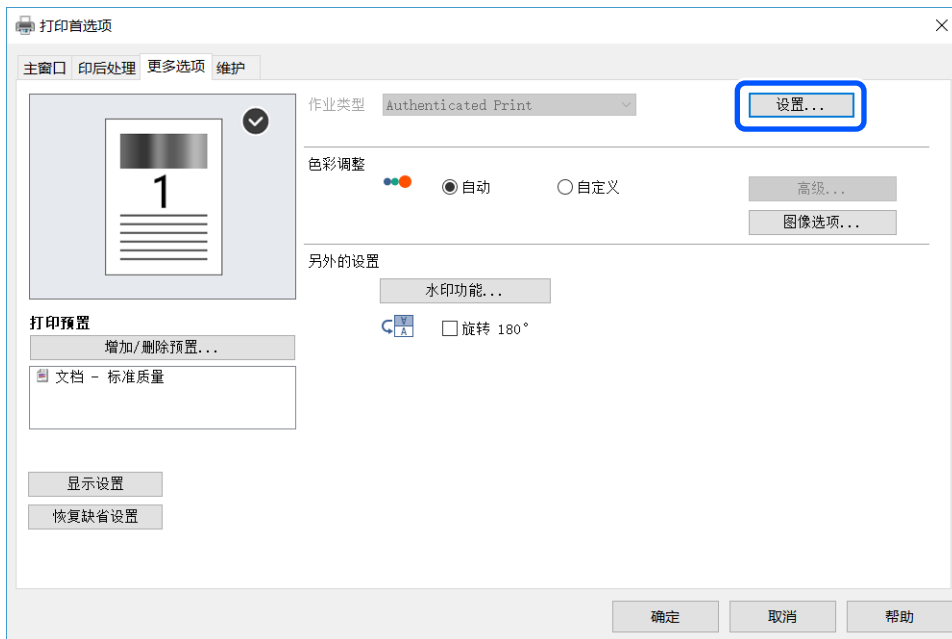 打印首选项
主窗口 印后处理 更多选项 维护
作业类型 Authenticated Print 设置...
1
色彩调整
自动 自定义 高级...
图像选项...
另外的设置
水印功能...
打印预置
A A 旋转 180°
增加/删除预置...
文档 - 标准质量
显示设置
恢复缺省设置
确定 取消 帮助